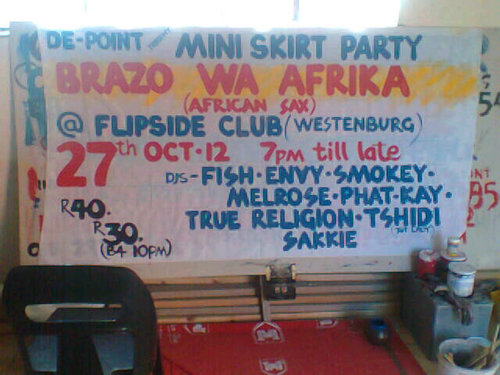 DE-POINT PRESENTS MINI SKIRT PARTY
BRAZO WA AFRIKA
(AFRICAN SAX)
@ FLIPSIDE CLUB (WESTENBURG)
27th OCT·12 7PM till late
DJS-FISH·ENVY·SMOKEY·
MELROSE·PHAT-KAY·
R40.
TRUE RELIGION·TSHIDI
R30.
SAKKIE
(B4 10PM)